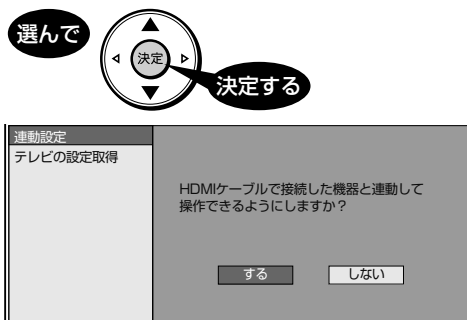 選んで
決定
決定する
連動設定
テレビの設定取得
HDMIケーブルで接続した機器と連動して
操作できるようにしますか？
する
しない